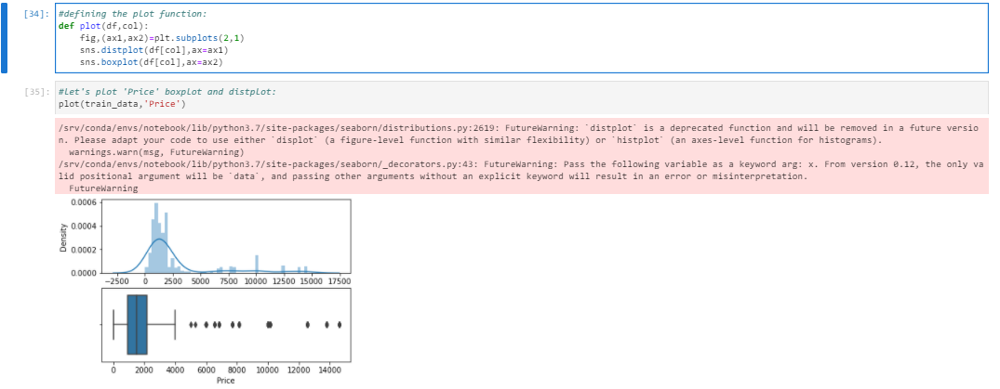 [34]: #defining the plot function:
def plot(df,col):
    fig,(ax1,ax2)=plt.subplots(2,1)
    sns.distplot(df[col],ax=ax1)
    sns.boxplot(df[col],ax=ax2)
[35]: #Let's plot 'Price' boxplot and distplot:
plot(train_data,'Price')
/srv/conda/envs/notebook/lib/python3.7/site-packages/seaborn/distributions.py:2619: FutureWarning: `distplot` is a deprecated function and will be removed in a future versio
n. Please adapt your code to use either `displot` (a figure-level function with similar flexibility) or `histplot` (an axes-level function for histograms).
  warnings.warn(msg, FutureWarning)
/srv/conda/envs/notebook/lib/python3.7/site-packages/seaborn/_decorators.py:43: FutureWarning: Pass the following variable as a keyword arg: x. From version 0.12, the only va
lid positional argument will be `data`, and passing other arguments without an explicit keyword will result in an error or misinterpretation.
  FutureWarning
0.0006
0.0004
0.0002
0.0000
Density
−2500 0 2500 5000 7500 10000 12500 15000 17500
0 2000 4000 6000 8000 10000 12000 14000
Price